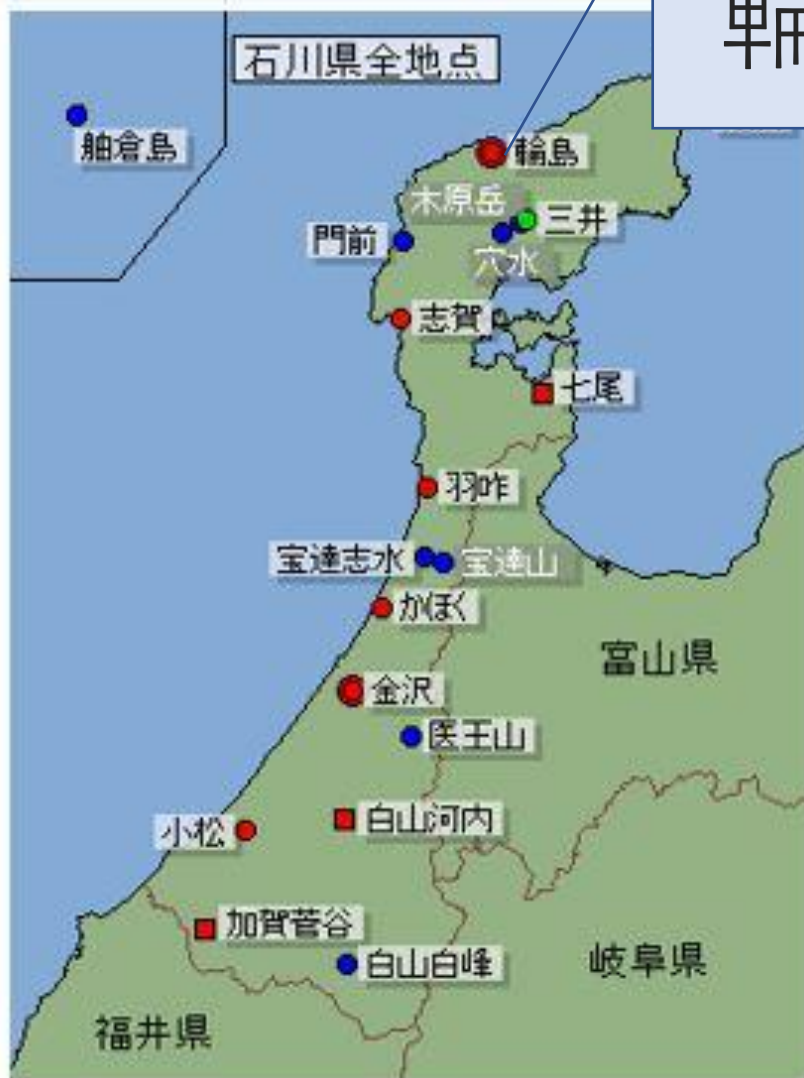 石川県全地点
舳倉島
輪島
木原岳
三井
門前
穴水
志賀
七尾
羽咋
宝達志水
宝達山
かほく
富山県
金沢
医王山
小松
白山河内
加賀菅谷
白山白峰
岐阜県
福井県